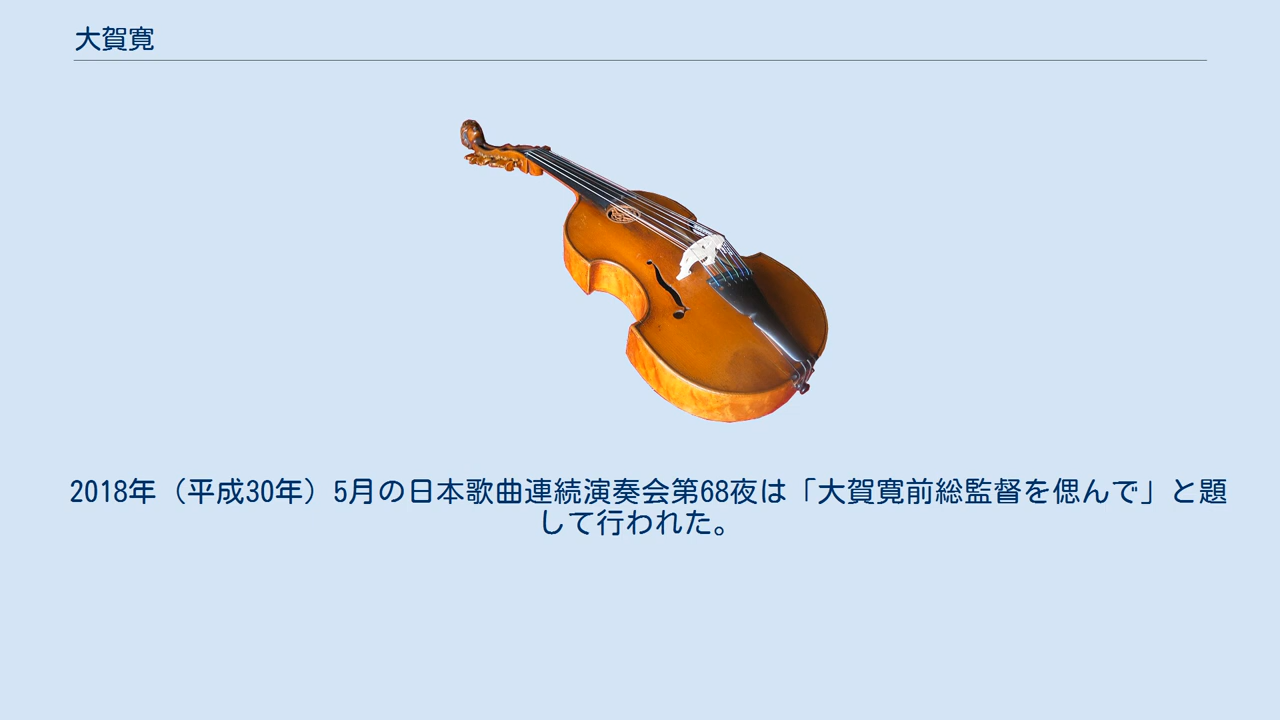 大賀寛
2018年（平成30年）5月の日本歌曲連続演奏会第68夜は「大賀寛前総監督を偲んで」と題
して行われた。